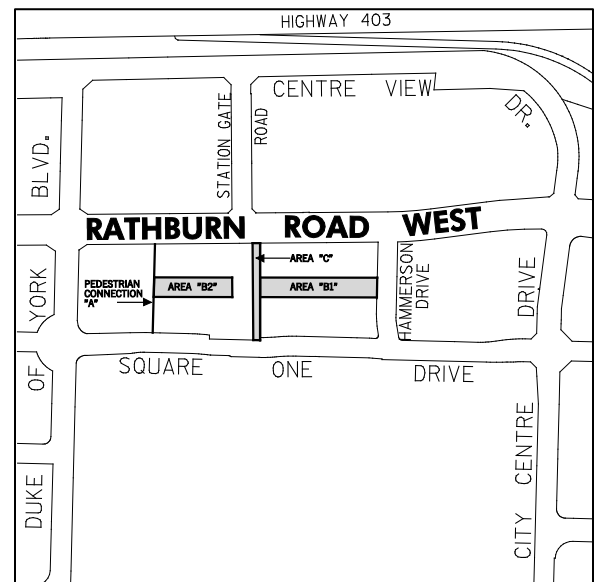 HIGHWAY 403
CENTRE VIEW DR.
STATION GATE ROAD
BLVD.
RATHBURN ROAD WEST
AREA "C"
PEDESTRIAN
CONNECTION
"A"
AREA "B2"
AREA "B1"
HAMMERSON
DRIVE
DRIVE
YORK
SQUARE ONE DRIVE
OF
CITY CENTRE
DUKE